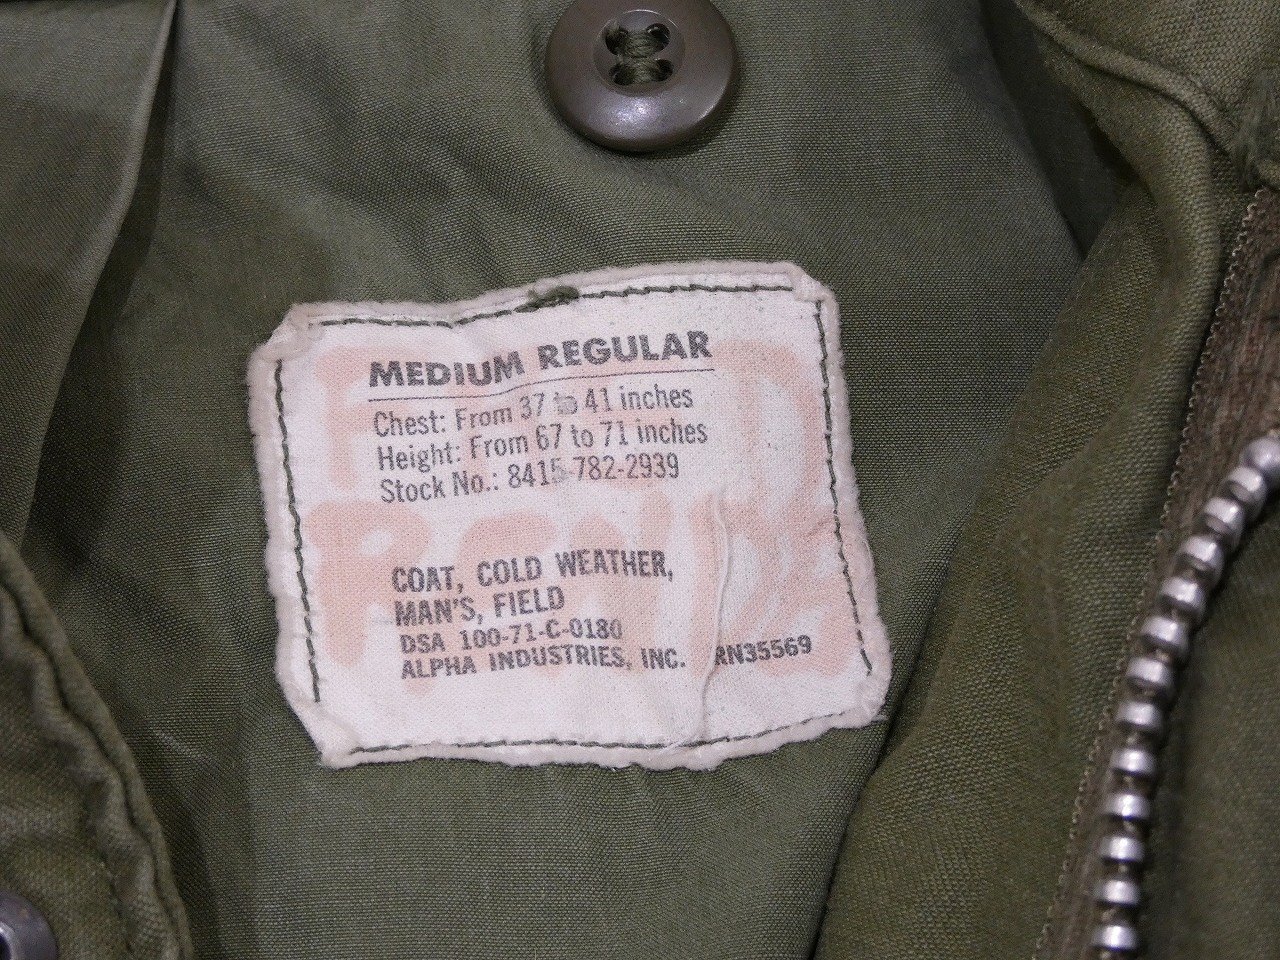 MEDIUM REGULAR
Chest: From 37 to 41 inches
Height: From 67 to 71 inches
Stock No.: 8415-782-2939
COAT, COLD WEATHER,
MAN'S, FIELD
DSA 100-71-C-0180
ALPHA INDUSTRIES, INC. RN35569